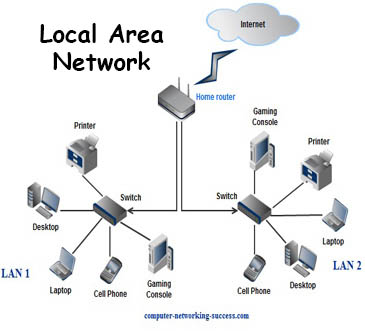 Local Area
Network
Internet
Home router
Gaming
Console
Printer
Printer
Switch
Switch
Desktop
Laptop
LAN 1
LAN 2
Laptop
Cell Phone
Gaming
Console
Cell Phone
Desktop
computer-networking-success.com